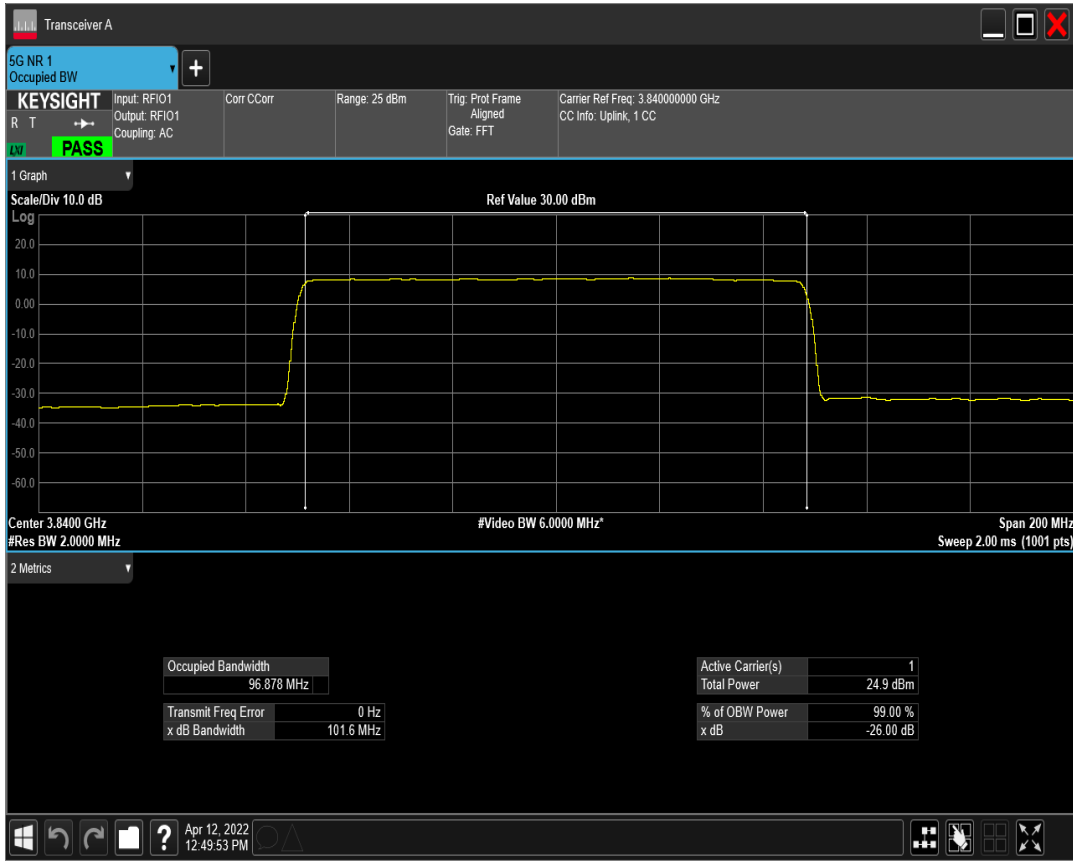 Transceiver A
5G NR 1
Occupied BW
+
KEYSIGHT
R T
LXI
PASS
Input: RFIO1
Output: RFIO1
Coupling: AC
Corr CCorr
Range: 25 dBm
Trig: Prot Frame
Aligned
Gate: FFT
Carrier Ref Freq: 3.840000000 GHz
CC Info: Uplink, 1 CC
1 Graph
Scale/Div 10.0 dB
Ref Value 30.00 dBm
Log
20.0
10.0
0.00
-10.0
-20.0
-30.0
-40.0
-50.0
-60.0
Center 3.8400 GHz
#Video BW 6.0000 MHz*
Span 200 MHz
#Res BW 2.0000 MHz
Sweep 2.00 ms (1001 pts)
2 Metrics
Occupied Bandwidth
96.878 MHz
Transmit Freq Error 0 Hz
x dB Bandwidth 101.6 MHz
Active Carrier(s) 1
Total Power 24.9 dBm
% of OBW Power 99.00 %
x dB -26.00 dB
?
Apr 12, 2022
12:49:53 PM